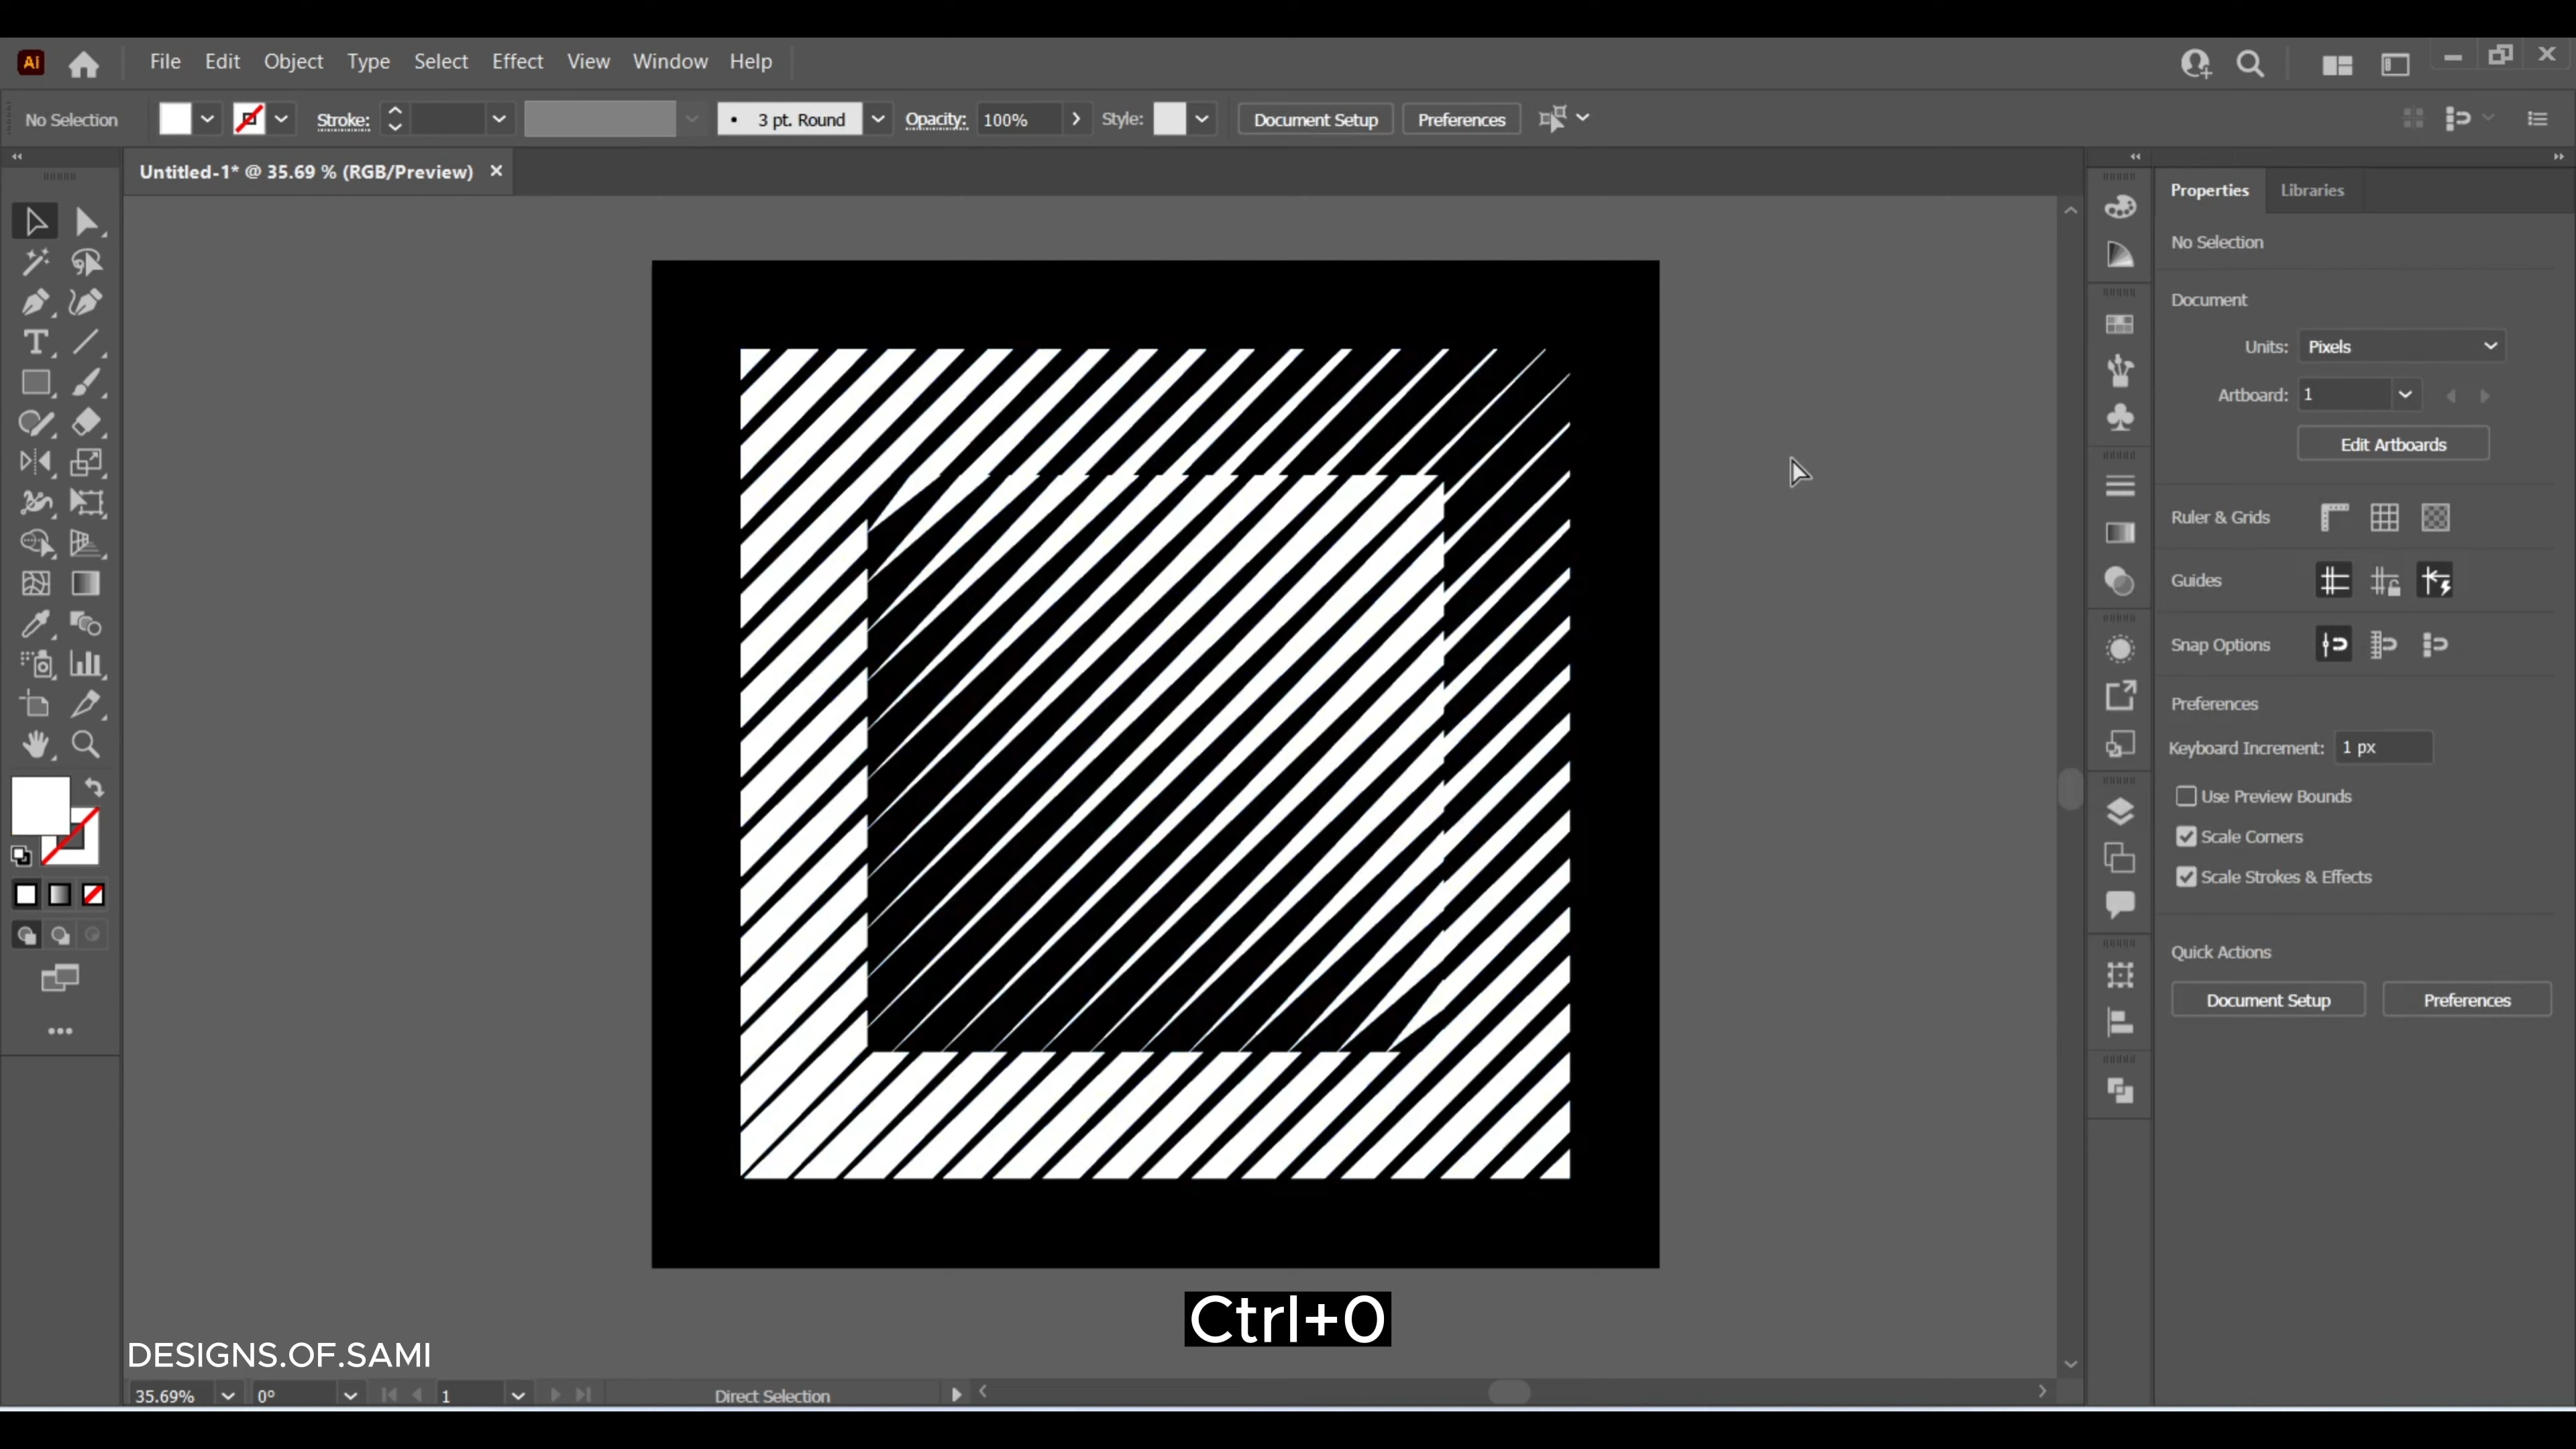 Ai File Edit Object Type Select Effect View Window Help
No Selection Stroke: 3 pt. Round Opacity: 100% Style: Document Setup Preferences
Untitled-1* @ 35.69 % (RGB/Preview)
Properties Libraries
No Selection
Document
Units: Pixels
Artboard: 1
Edit Artboards
Ruler & Grids
Guides
Snap Options
Preferences
Keyboard Increment: 1 px
Use Preview Bounds
Scale Corners
Scale Strokes & Effects
Quick Actions
Document Setup Preferences
Ctrl+0
DESIGNS.OF.SAMI
35.69% 0° 1 Direct Selection